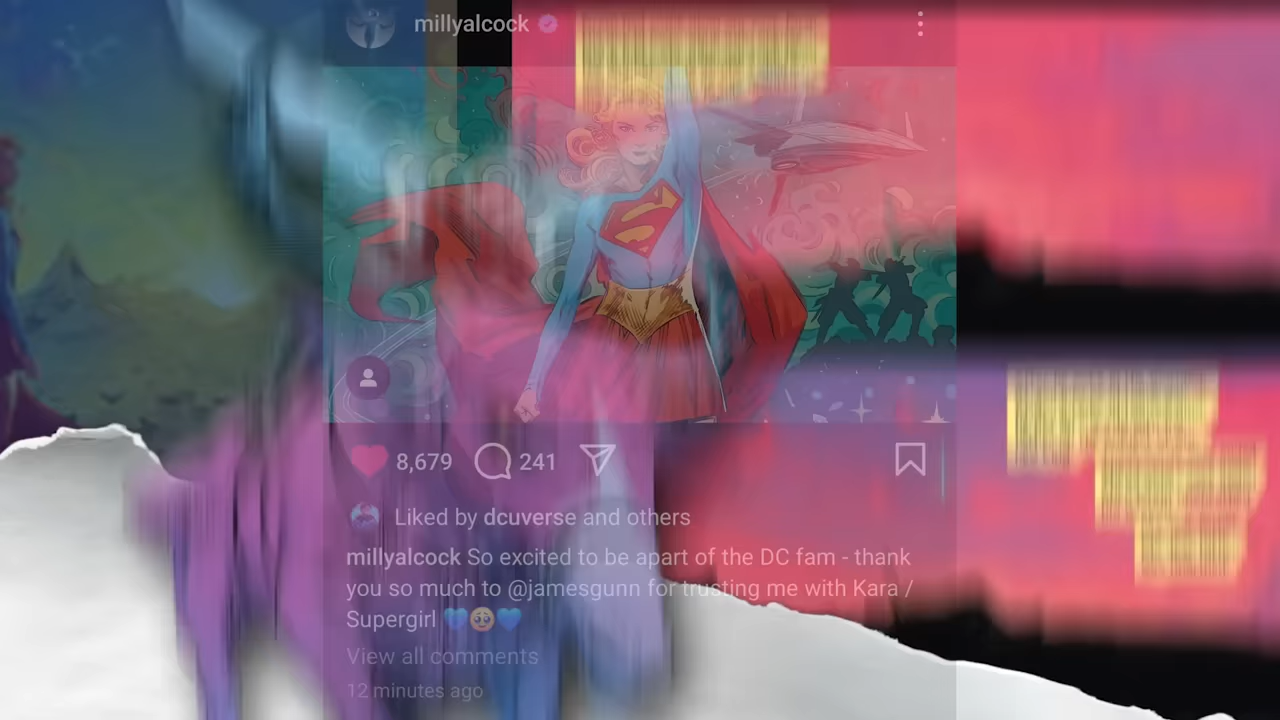 millyalcock
8,679 241
Liked by dcuverse and others
millyalcock So excited to be apart of the DC fam - thank
you so much to @jamesgunn for trusting me with Kara /
Supergirl 💙🥹💙
View all comments
12 minutes ago